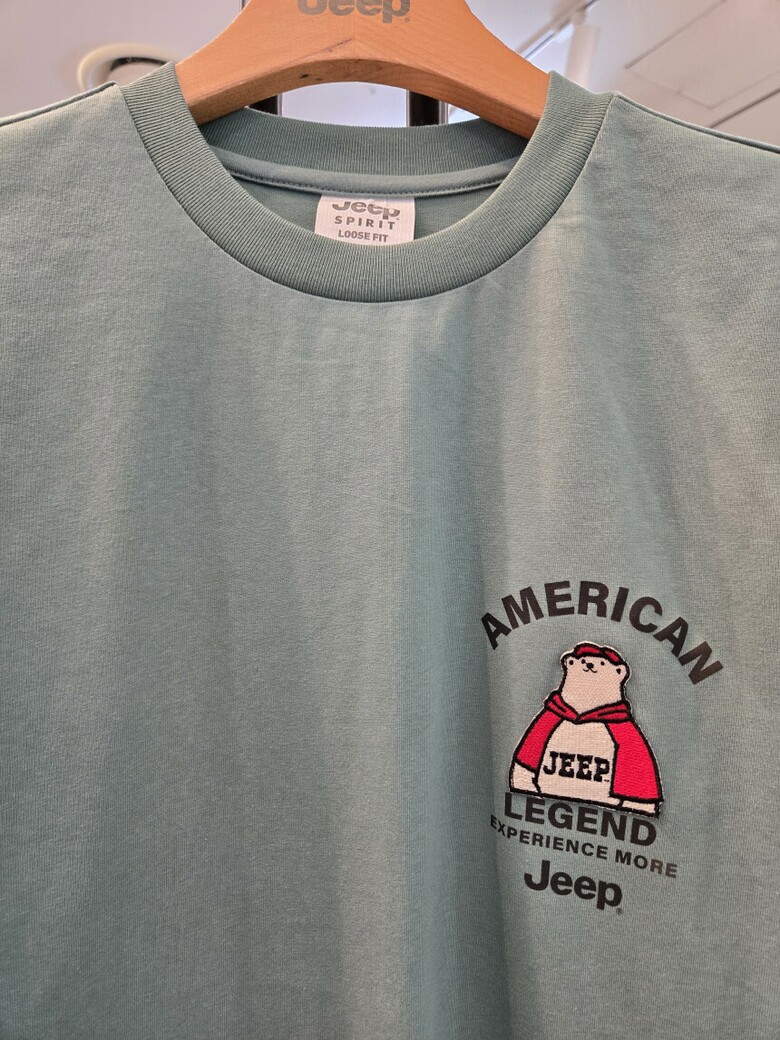 Jeep
Jeep
SPIRIT
LOOSE FIT
AMERICAN
JEEP
LEGEND
EXPERIENCE MORE
Jeep®